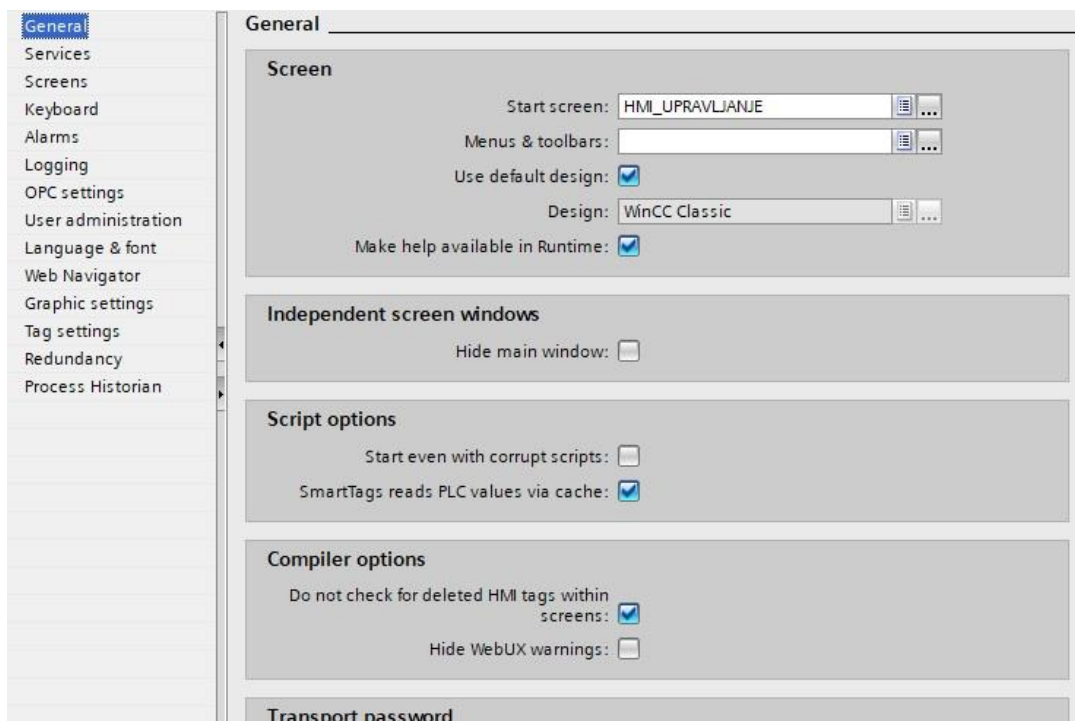 General
Services
Screens
Keyboard
Alarms
Logging
OPC settings
User administration
Language & font
Web Navigator
Graphic settings
Tag settings
Redundancy
Process Historian
General
Screen
Start screen: HMI_UPRAVLJANJE
Menus & toolbars:
Use default design:
Design: WinCC Classic
Make help available in Runtime:
Independent screen windows
Hide main window:
Script options
Start even with corrupt scripts:
SmartTags reads PLC values via cache:
Compiler options
Do not check for deleted HMI tags within
screens:
Hide WebUX warnings:
Transport password